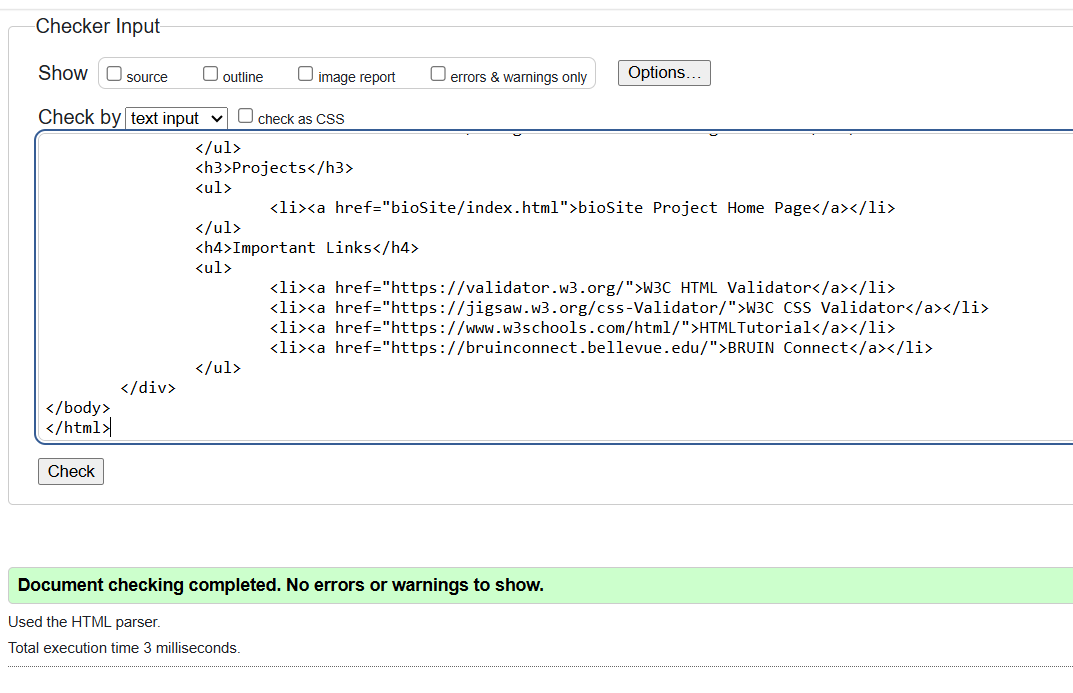 Checker Input
Show source outline image report errors & warnings only Options...
Check by text input check as CSS
</ul>
<h3>Projects</h3>
<ul>
<li><a href="bioSite/index.html">bioSite Project Home Page</a></li>
</ul>
<h4>Important Links</h4>
<ul>
<li><a href="https://validator.w3.org/">W3C HTML Validator</a></li>
<li><a href="https://jigsaw.w3.org/css-Validator/">W3C CSS Validator</a></li>
<li><a href="https://www.w3schools.com/html/">HTMLTutorial</a></li>
<li><a href="https://bruinconnect.bellevue.edu/">BRUIN Connect</a></li>
</ul>
</div>
</body>
</html>
Check
Document checking completed. No errors or warnings to show.
Used the HTML parser.
Total execution time 3 milliseconds.